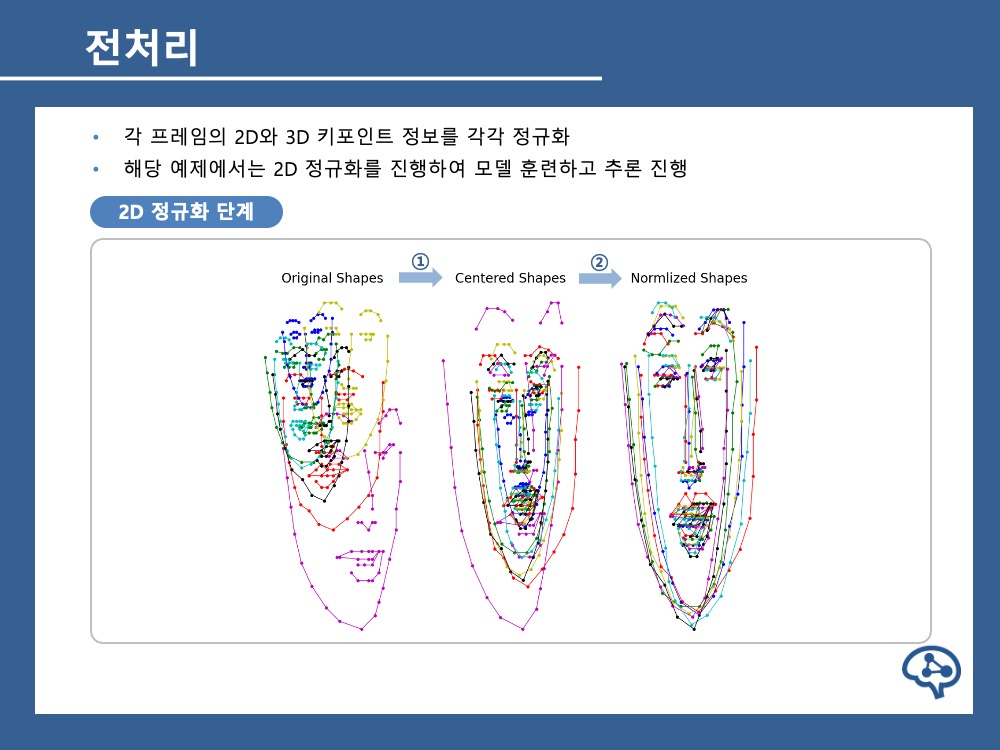 전처리
• 각 프레임의 2D와 3D 키포인트 정보를 각각 정규화
• 해당 예제에서는 2D 정규화를 진행하여 모델 훈련하고 추론 진행
2D 정규화 단계
① ②
Original Shapes Centered Shapes Normlized Shapes